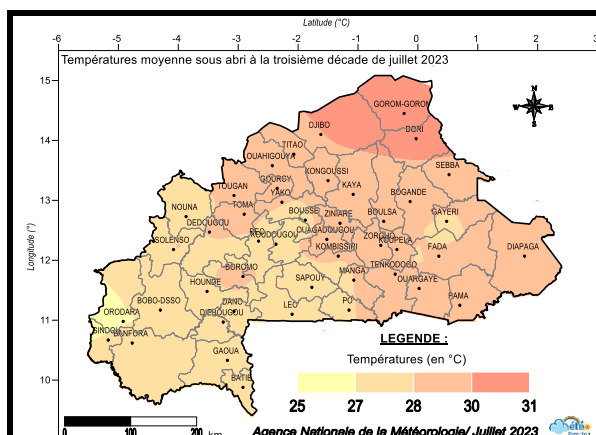 Latitude (°C)
-6 -5 -4 -3 -2 -1 0 1 2 3
Températures moyenne sous abri à la troisième décade de juillet 2023
15
14
13
12
11
10
Longitude (°)
N
W E
S
GOROM-GOROM
DJIBO
DORI
TITAO
OUAHIGOUYA
KONGOUSSI
SEBBA
TOUGAN
GOURCY
YAKO
KAYA
BOGANDE
NOUNA
TOMA
BOUSSE
ZINIARE
BOULSA
GAYERI
DEDOUGOU
REO
KOUDOUGOU
OUAGADOUGOU
ZORGHO
KOUPELA
SOLENSO
KOMBISSIRI
FADA
DIAPAGA
BOROMO
TENKODOGO
HOUNDE
SAPOUY
MANGA
OUARGAYE
BOBO-DSSO
DANO
LEO
PO
PAMA
ORODARA
DIEBOUGOU
SINDOU
BANFORA
GAOUA
BATIE
LEGENDE :
Températures (en °C)
25 27 28 30 31
0 100 200
km
Agence Nationale de la Météorologie/ Juillet 2023
météo